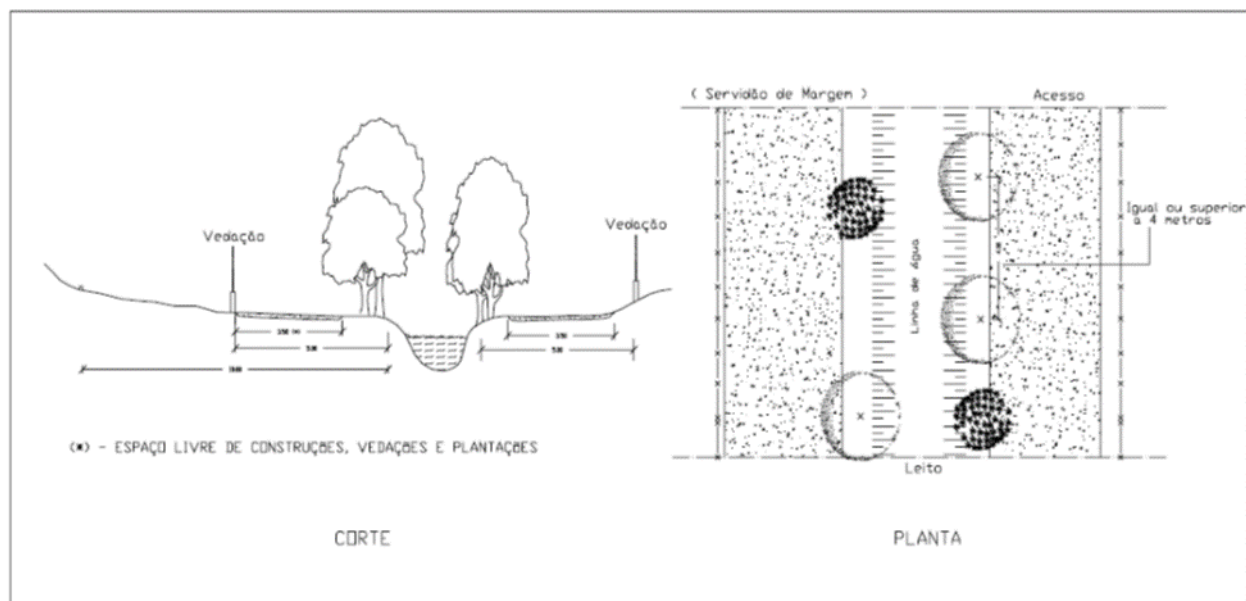 Vedação
Vedação
(*) - ESPAÇO LIVRE DE CONSTRUÇÕES, VEDAÇÕES E PLANTAÇÕES
CORTE
( Servidão de Margem )
Acesso
Igual ou superior
a 4 metros
Linha de água
Leito
PLANTA